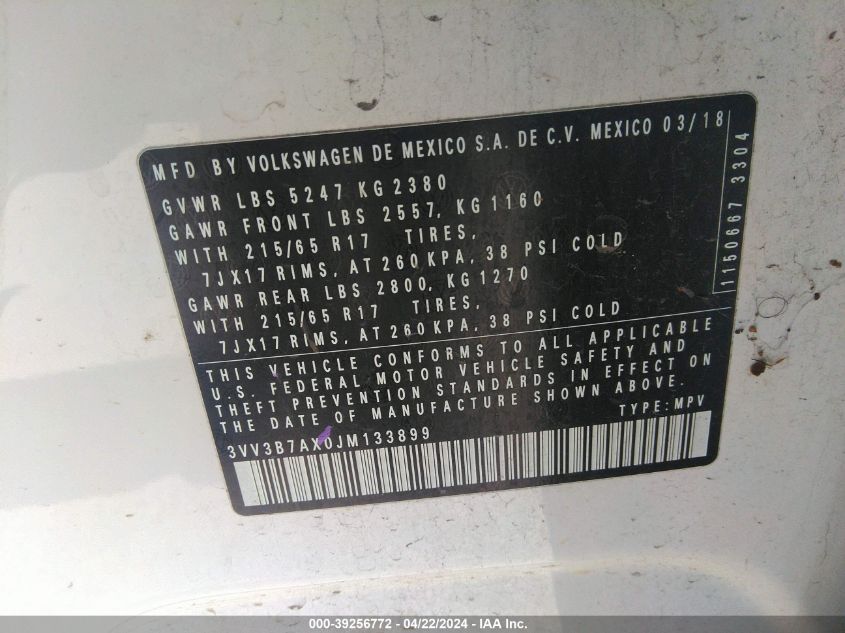 MFD BY VOLKSWAGEN DE MEXICO S.A. DE C.V. MEXICO 03/18
GVWR LBS 5247 KG 2380
GAWR FRONT LBS 2557, KG 1160
WITH 215/65 R17 TIRES,
7JX17 RIMS, AT 260 KPA, 38 PSI COLD
GAWR REAR LBS 2800, KG 1270
WITH 215/65 R17 TIRES,
7JX17 RIMS, AT 260 KPA, 38 PSI COLD
1150667 3304
THIS VEHICLE CONFORMS TO ALL APPLICABLE
U.S. FEDERAL MOTOR VEHICLE SAFETY AND
THEFT PREVENTION STANDARDS IN EFFECT ON
THE DATE OF MANUFACTURE SHOWN ABOVE.
3VV3B7AX0JM133899 TYPE: MPV
000-39256772 - 04/22/2024 - IAA Inc.